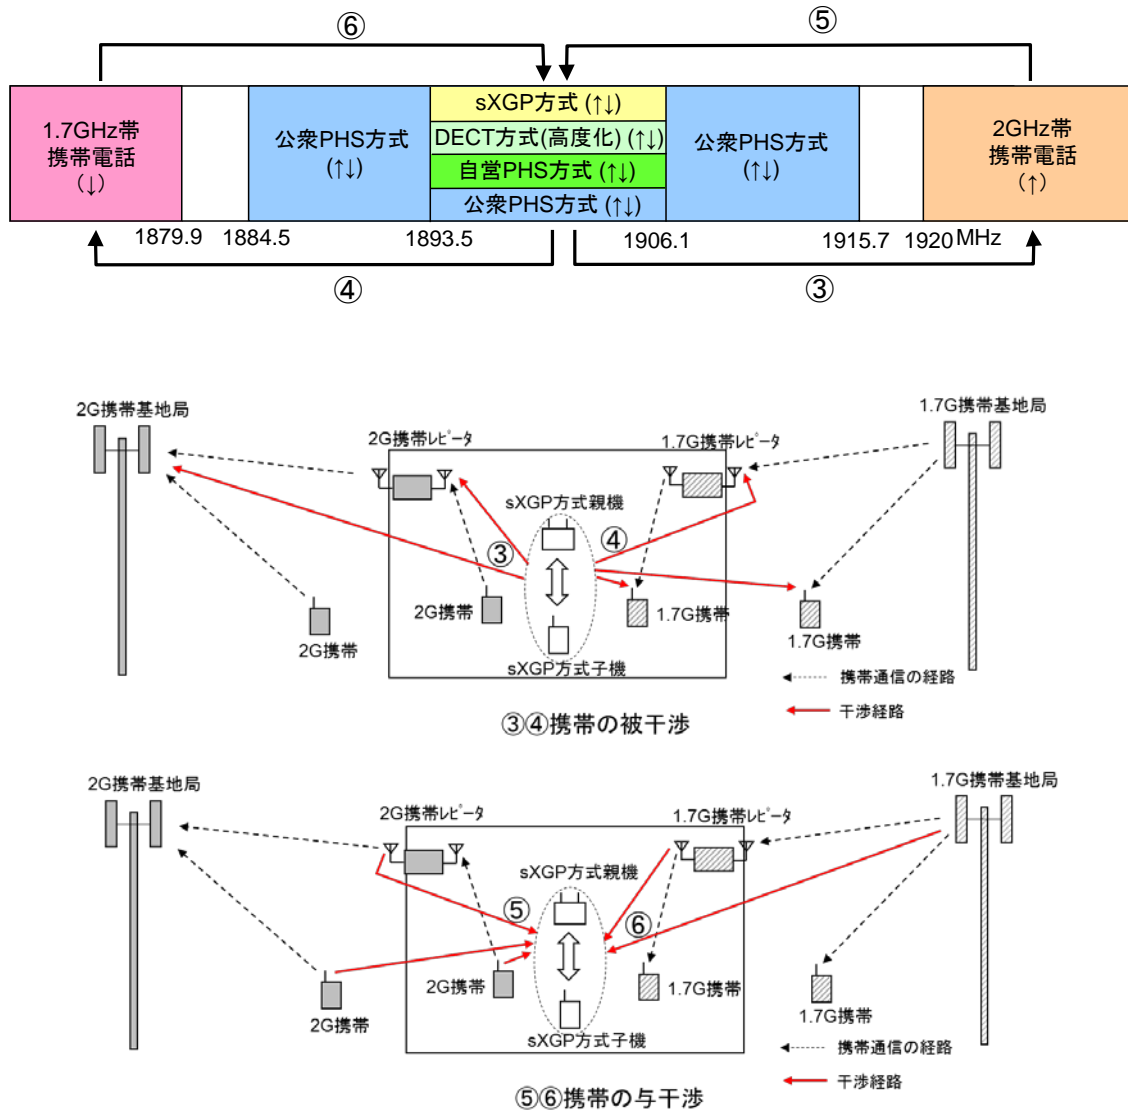 ⑥
⑤
1.7GHz帯
携帯電話
(↓)
公衆PHS方式
(↑↓)
sXGP方式 (↑↓)
DECT方式(高度化) (↑↓)
自営PHS方式 (↑↓)
公衆PHS方式 (↑↓)
公衆PHS方式
(↑↓)
2GHz帯
携帯電話
(↑)
1879.9
1884.5
1893.5
1906.1
1915.7
1920 MHz
④
③
2G携帯基地局
2G携帯ﾚﾋﾟｰﾀ
1.7G携帯ﾚﾋﾟｰﾀ
1.7G携帯基地局
sXGP方式親機
③
④
2G携帯
2G携帯
1.7G携帯
1.7G携帯
sXGP方式子機
携帯通信の経路
干渉経路
③④携帯の被干渉
2G携帯基地局
2G携帯ﾚﾋﾟｰﾀ
1.7G携帯ﾚﾋﾟｰﾀ
1.7G携帯基地局
sXGP方式親機
⑤
⑥
2G携帯
2G携帯
1.7G携帯
1.7G携帯
sXGP方式子機
携帯通信の経路
干渉経路
⑤⑥携帯の与干渉